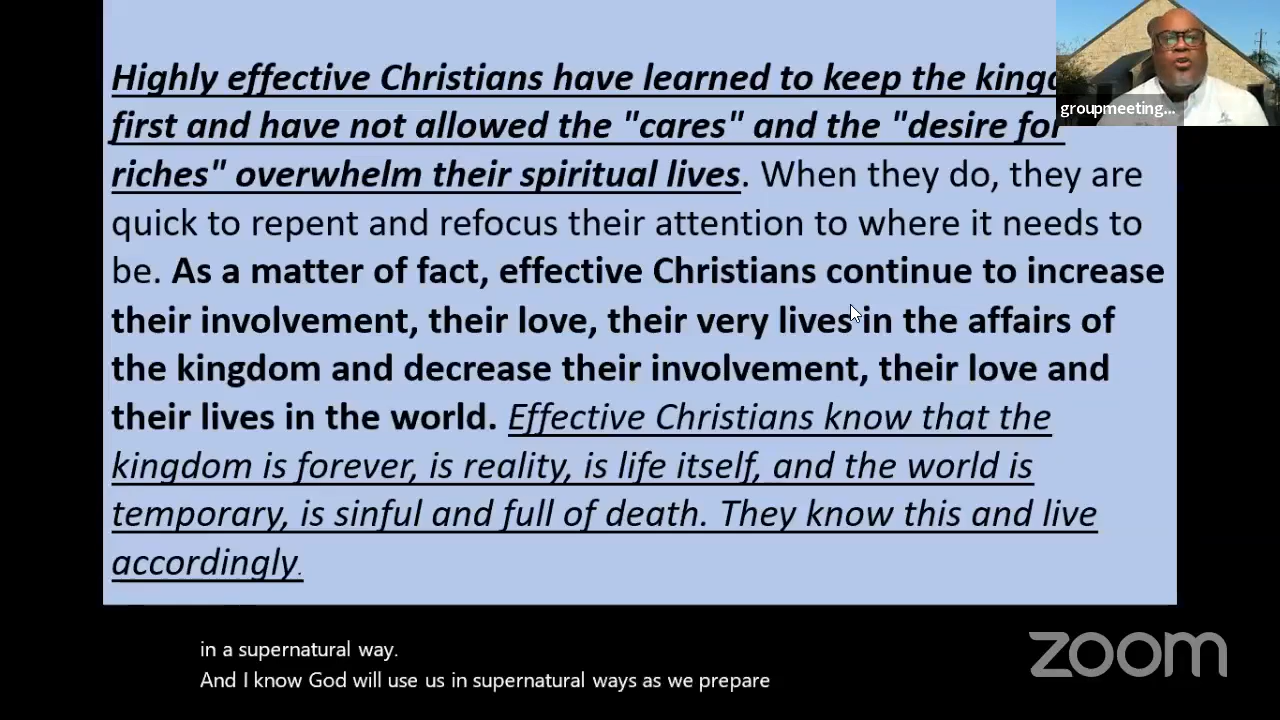 Highly effective Christians have learned to keep the
first and have not allowed the "cares" and the "desire for
riches" overwhelm their spiritual lives. When they do, they are
quick to repent and refocus their attention to where it needs to
be. As a matter of fact, effective Christians continue to increase
their involvement, their love, their very lives in the affairs of
the kingdom and decrease their involvement, their love and
their lives in the world. Effective Christians know that the
kingdom is forever, is reality, is life itself, and the world is
temporary, is sinful and full of death. They know this and live
accordingly.
groupmeeting...
in a supernatural way.
And I know God will use us in supernatural ways as we prepare
zoom